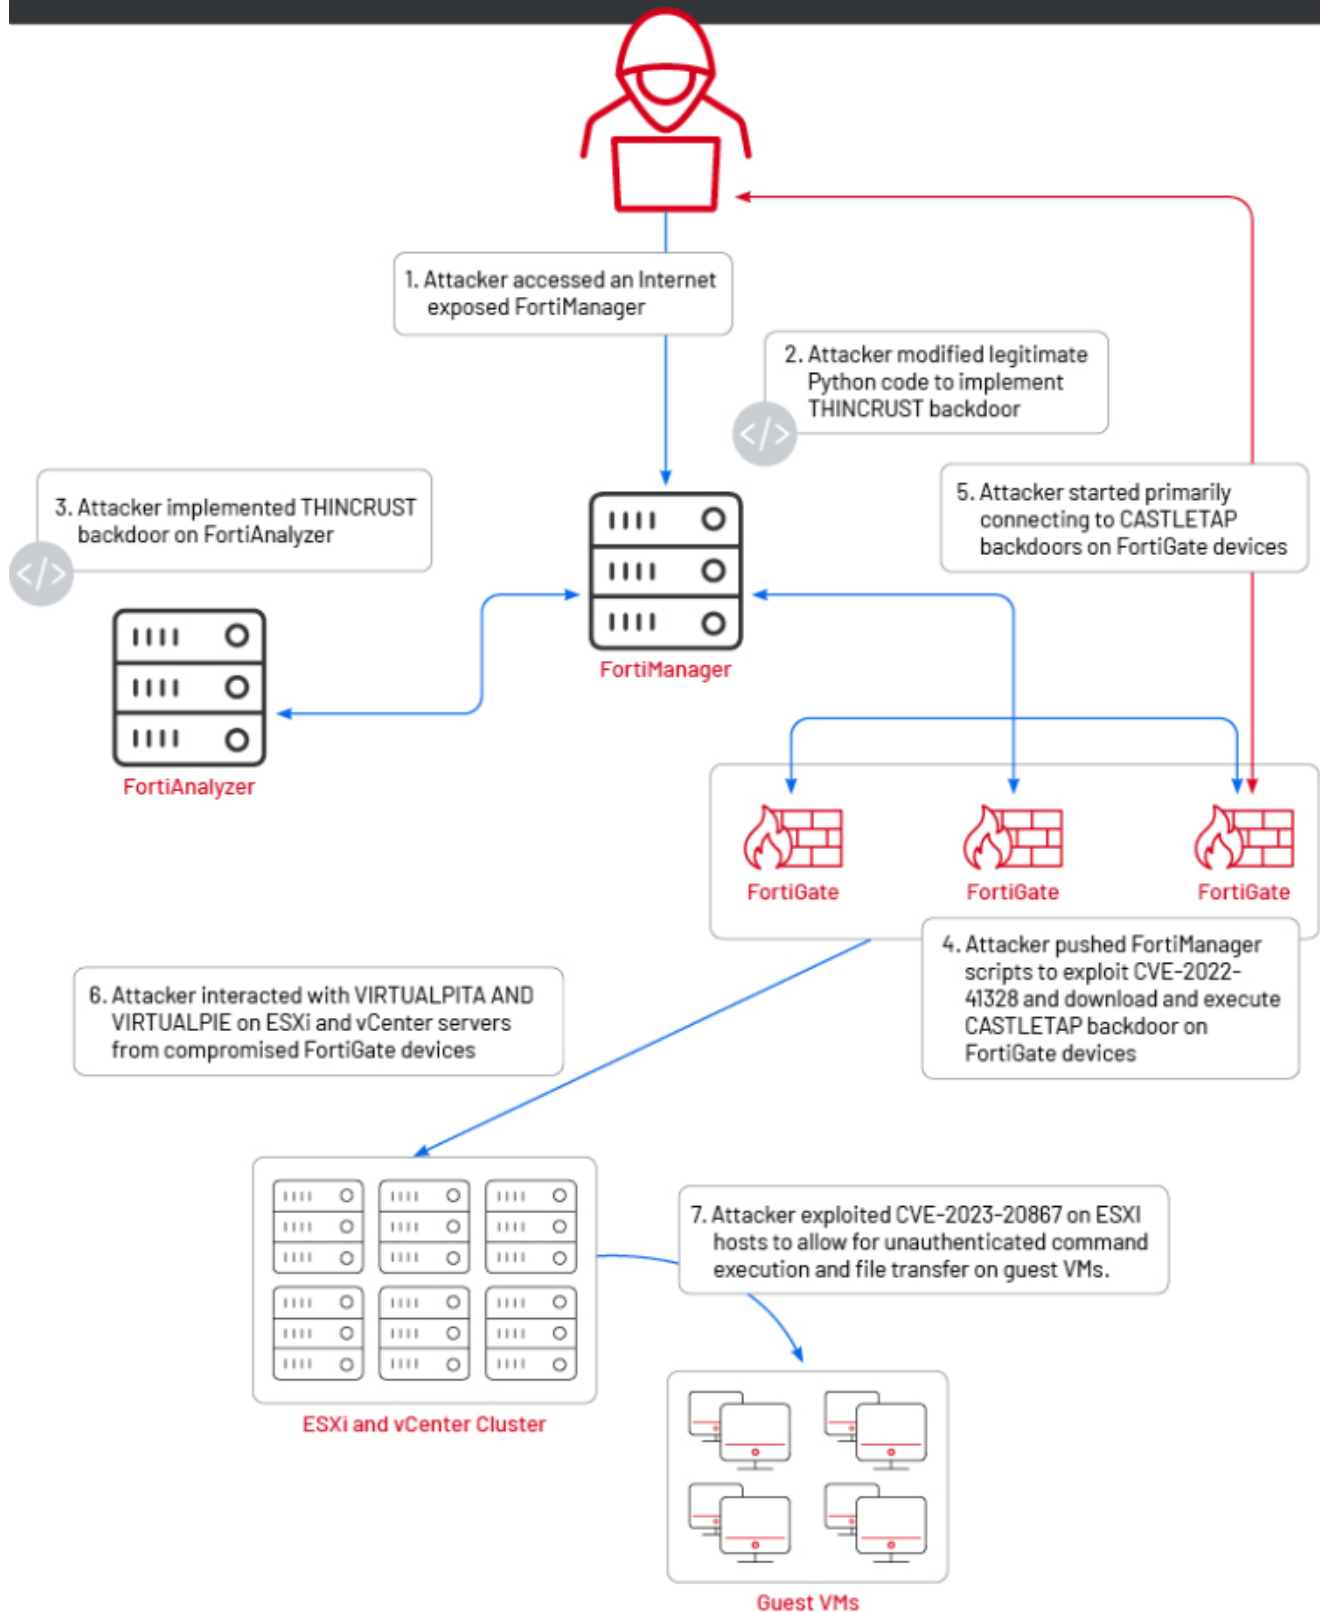 1. Attacker accessed an Internet
exposed FortiManager
2. Attacker modified legitimate
Python code to implement
THINCRUST backdoor
</>
3. Attacker implemented THINCRUST
backdoor on FortiAnalyzer
</>
5. Attacker started primarily
connecting to CASTLETAP
backdoors on FortiGate devices
FortiManager
FortiAnalyzer
FortiGate
FortiGate
FortiGate
4. Attacker pushed FortiManager
scripts to exploit CVE-2022-
41328 and download and execute
CASTLETAP backdoor on
FortiGate devices
6. Attacker interacted with VIRTUALPITA AND
VIRTUALPIE on ESXi and vCenter servers
from compromised FortiGate devices
7. Attacker exploited CVE-2023-20867 on ESXI
hosts to allow for unauthenticated command
execution and file transfer on guest VMs.
ESXi and vCenter Cluster
Guest VMs